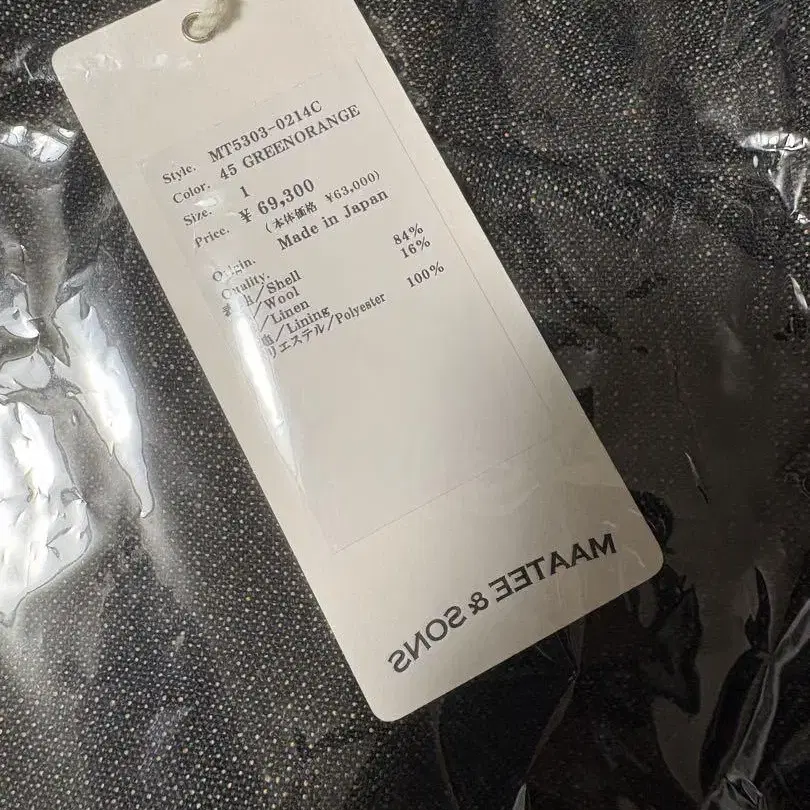 Style. MT5303-0214C
Color. 45 GREENORANGE
Size. 1
Price. ¥ 69,300
(本体価格 ¥63,000)
Origin. Made in Japan
Quality.
/Shell
/Wool 84%
/Linen 16%
/Lining
リエステル/Polyester 100%
MAATEE & SONS